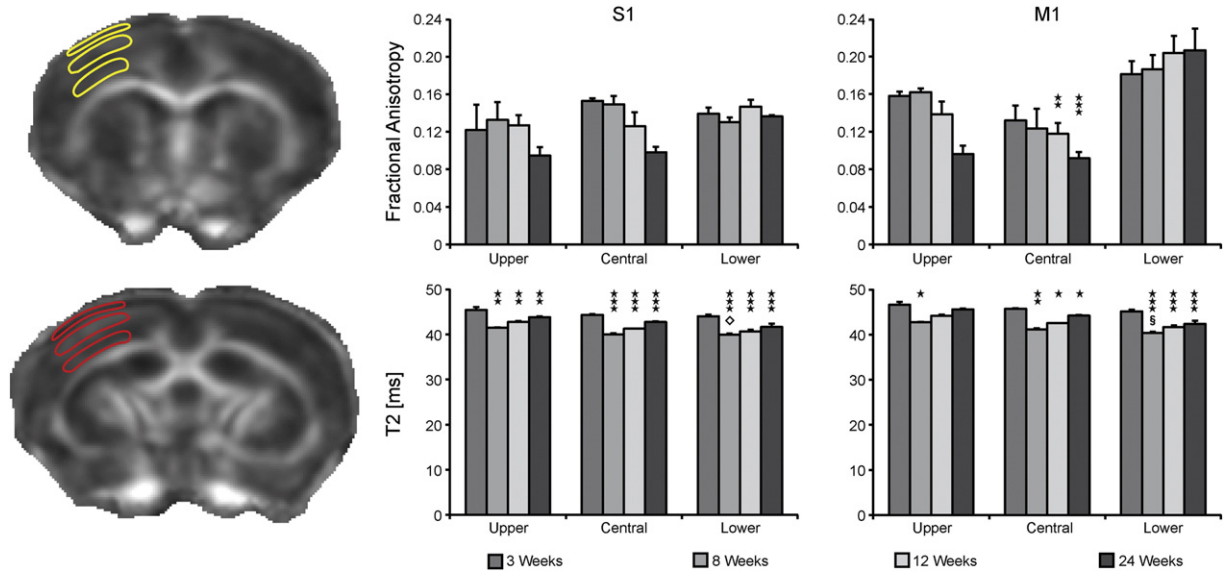 S1
M1
Fractional Anisotropy
0.24
0.20
0.16
0.12
0.08
0.04
0
Upper Central Lower
0.24
0.20
0.16
0.12
0.08
0.04
0
★★ ★★★
Upper Central Lower
T2 [ms]
50
40
30
20
10
0
★★ ★★ ★★ ★★★ ★★★ ★★★ ★★★◇ ★★★ ★★★
Upper Central Lower
50
40
30
20
10
0
★ ★★ ★ ★ ★★★§ ★★★ ★★★
Upper Central Lower
3 Weeks 8 Weeks 12 Weeks 24 Weeks